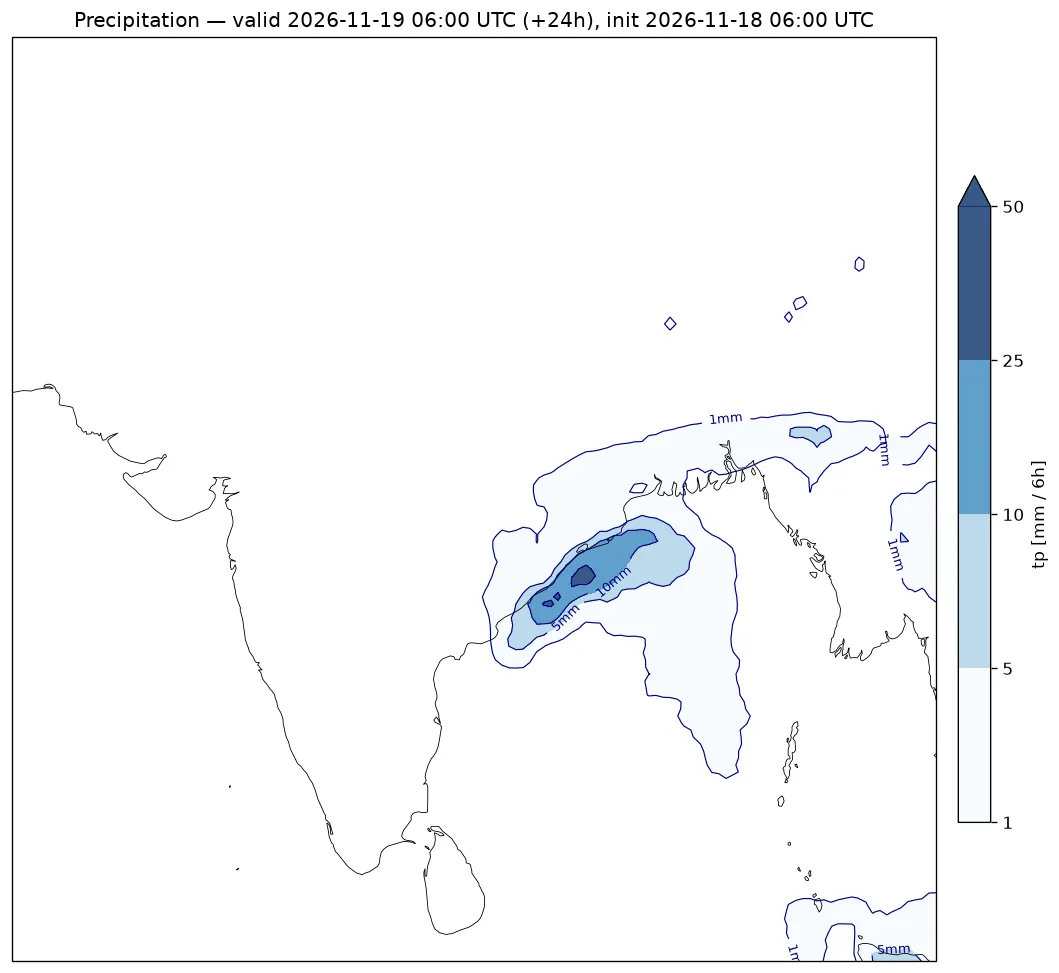 Precipitation — valid 2026-11-19 06:00 UTC (+24h), init 2026-11-18 06:00 UTC
50
25
10
5
1
tp [mm / 6h]
1mm
1mm
1mm
10mm
5mm
5mm
1m